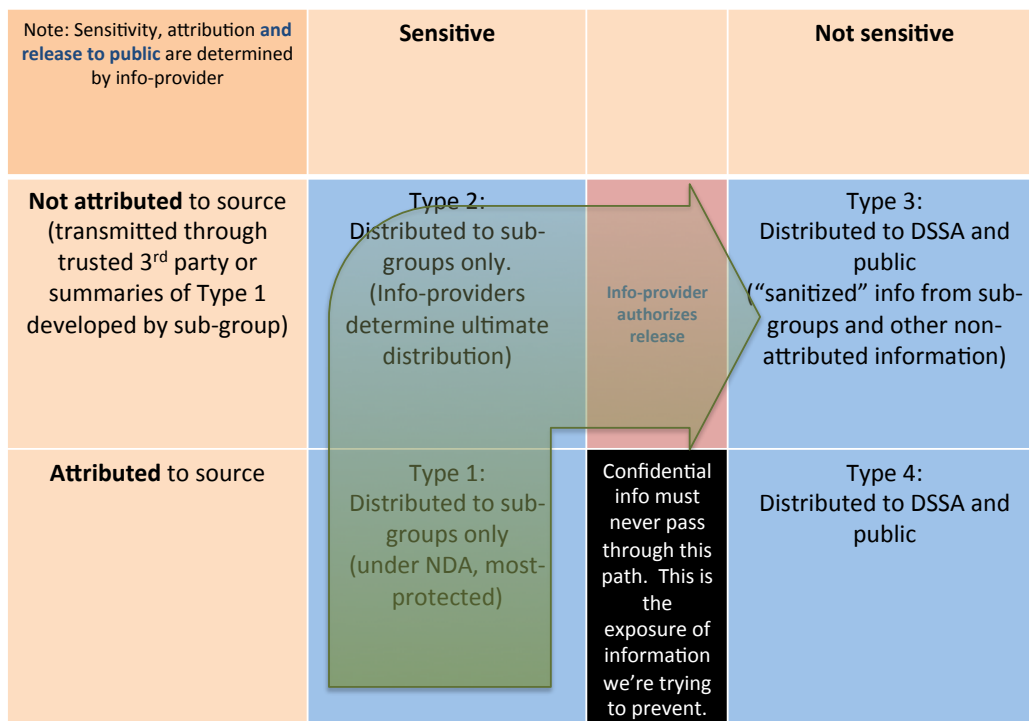 Note: Sensitivity, attribution and
release to public are determined
by info-provider
Sensitive
Not sensitive
Not attributed to source
(transmitted through
trusted 3rd party or
summaries of Type 1
developed by sub-group)
Type 2:
Distributed to sub-
groups only.
(Info-providers
determine ultimate
distribution)
Info-provider
authorizes
release
Type 3:
Distributed to DSSA and
public
(“sanitized” info from sub-
groups and other non-
attributed information)
Attributed to source
Type 1:
Distributed to sub-
groups only
(under NDA, most-
protected)
Confidential
info must
never pass
through this
path.  This is
the
exposure of
information
we’re trying
to prevent.
Type 4:
Distributed to DSSA and
public